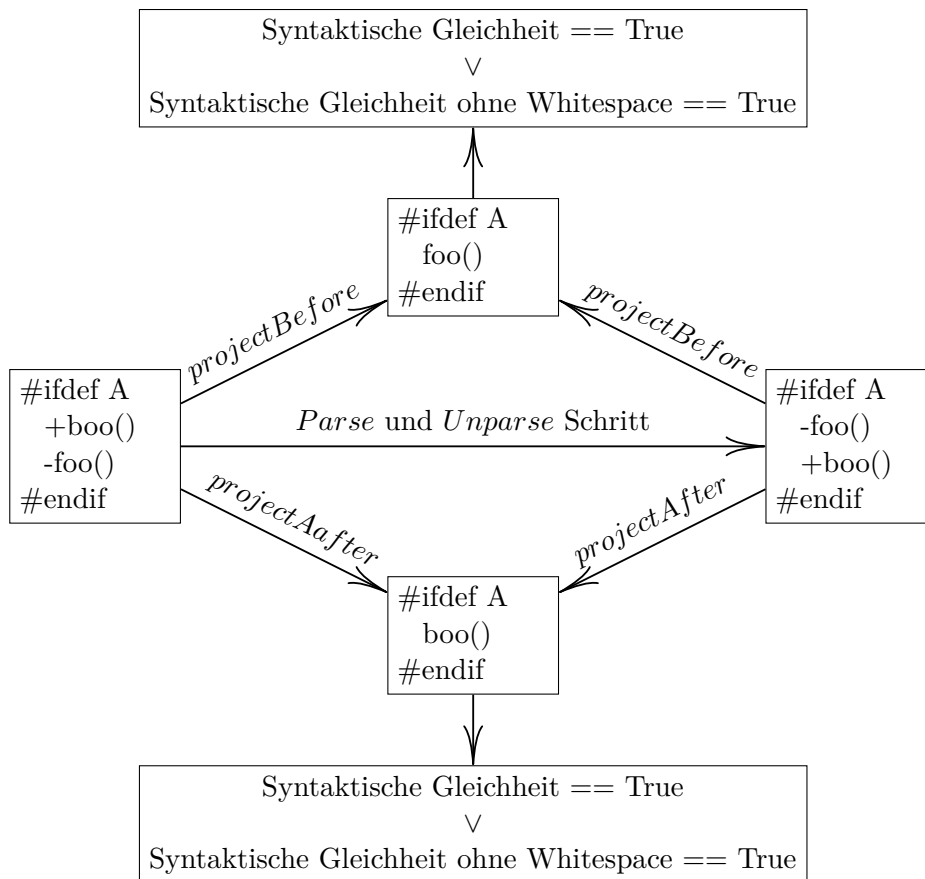 Syntaktische Gleichheit == True
∨
Syntaktische Gleichheit ohne Whitespace == True
#ifdef A
foo()
#endif
projectBefore
projectBefore
#ifdef A
+boo()
-foo()
#endif
Parse und Unparse Schritt
#ifdef A
-foo()
+boo()
#endif
projectAafter
projectAfter
#ifdef A
boo()
#endif
Syntaktische Gleichheit == True
∨
Syntaktische Gleichheit ohne Whitespace == True